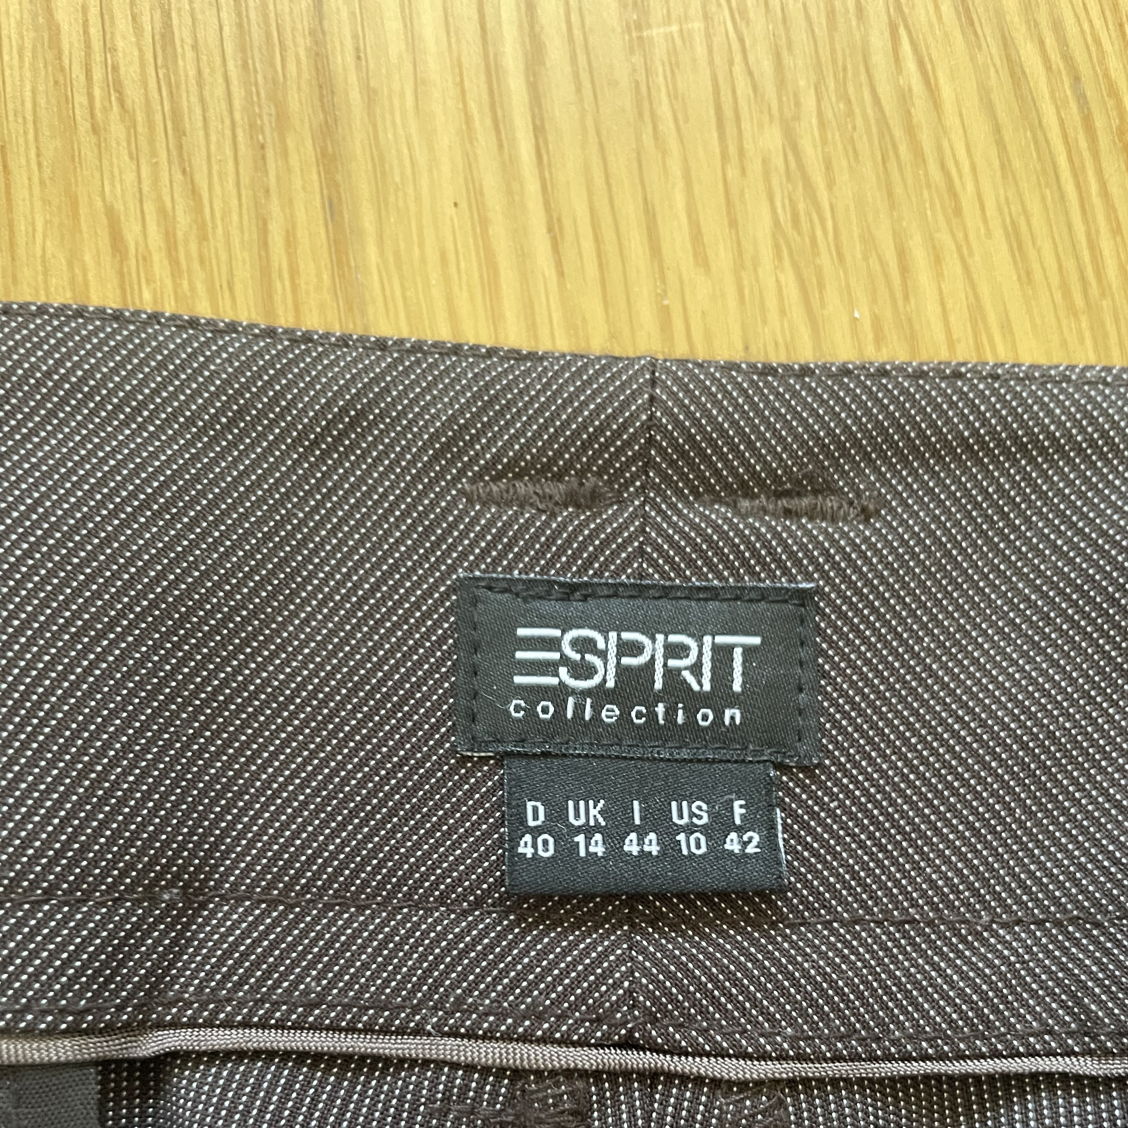 ESPRIT
collection
D UK I US F
40 14 44 10 42